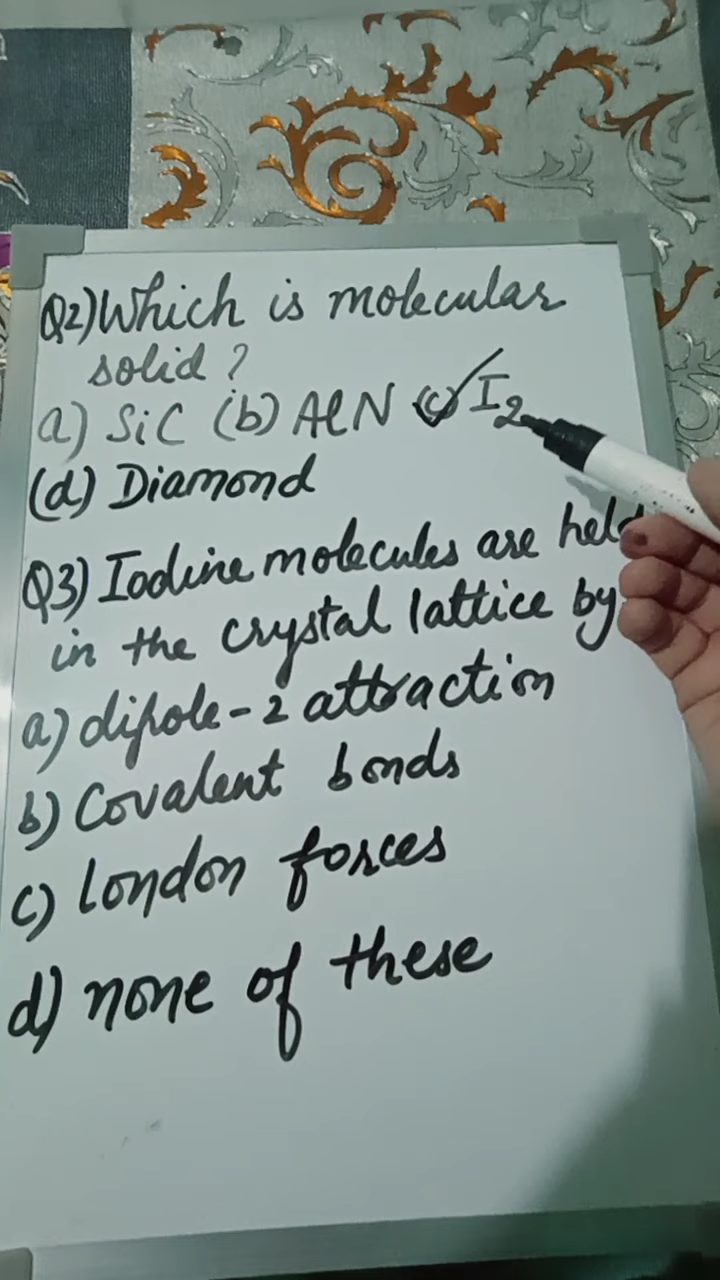 Q2) Which is molecular
solid ?
a) SiC (b) AlN (c) I2
(d) Diamond
Q3) Iodine molecules are held
in the crystal lattice by
a) dipole-2 attraction
b) Covalent bonds
c) london forces
d) none of these